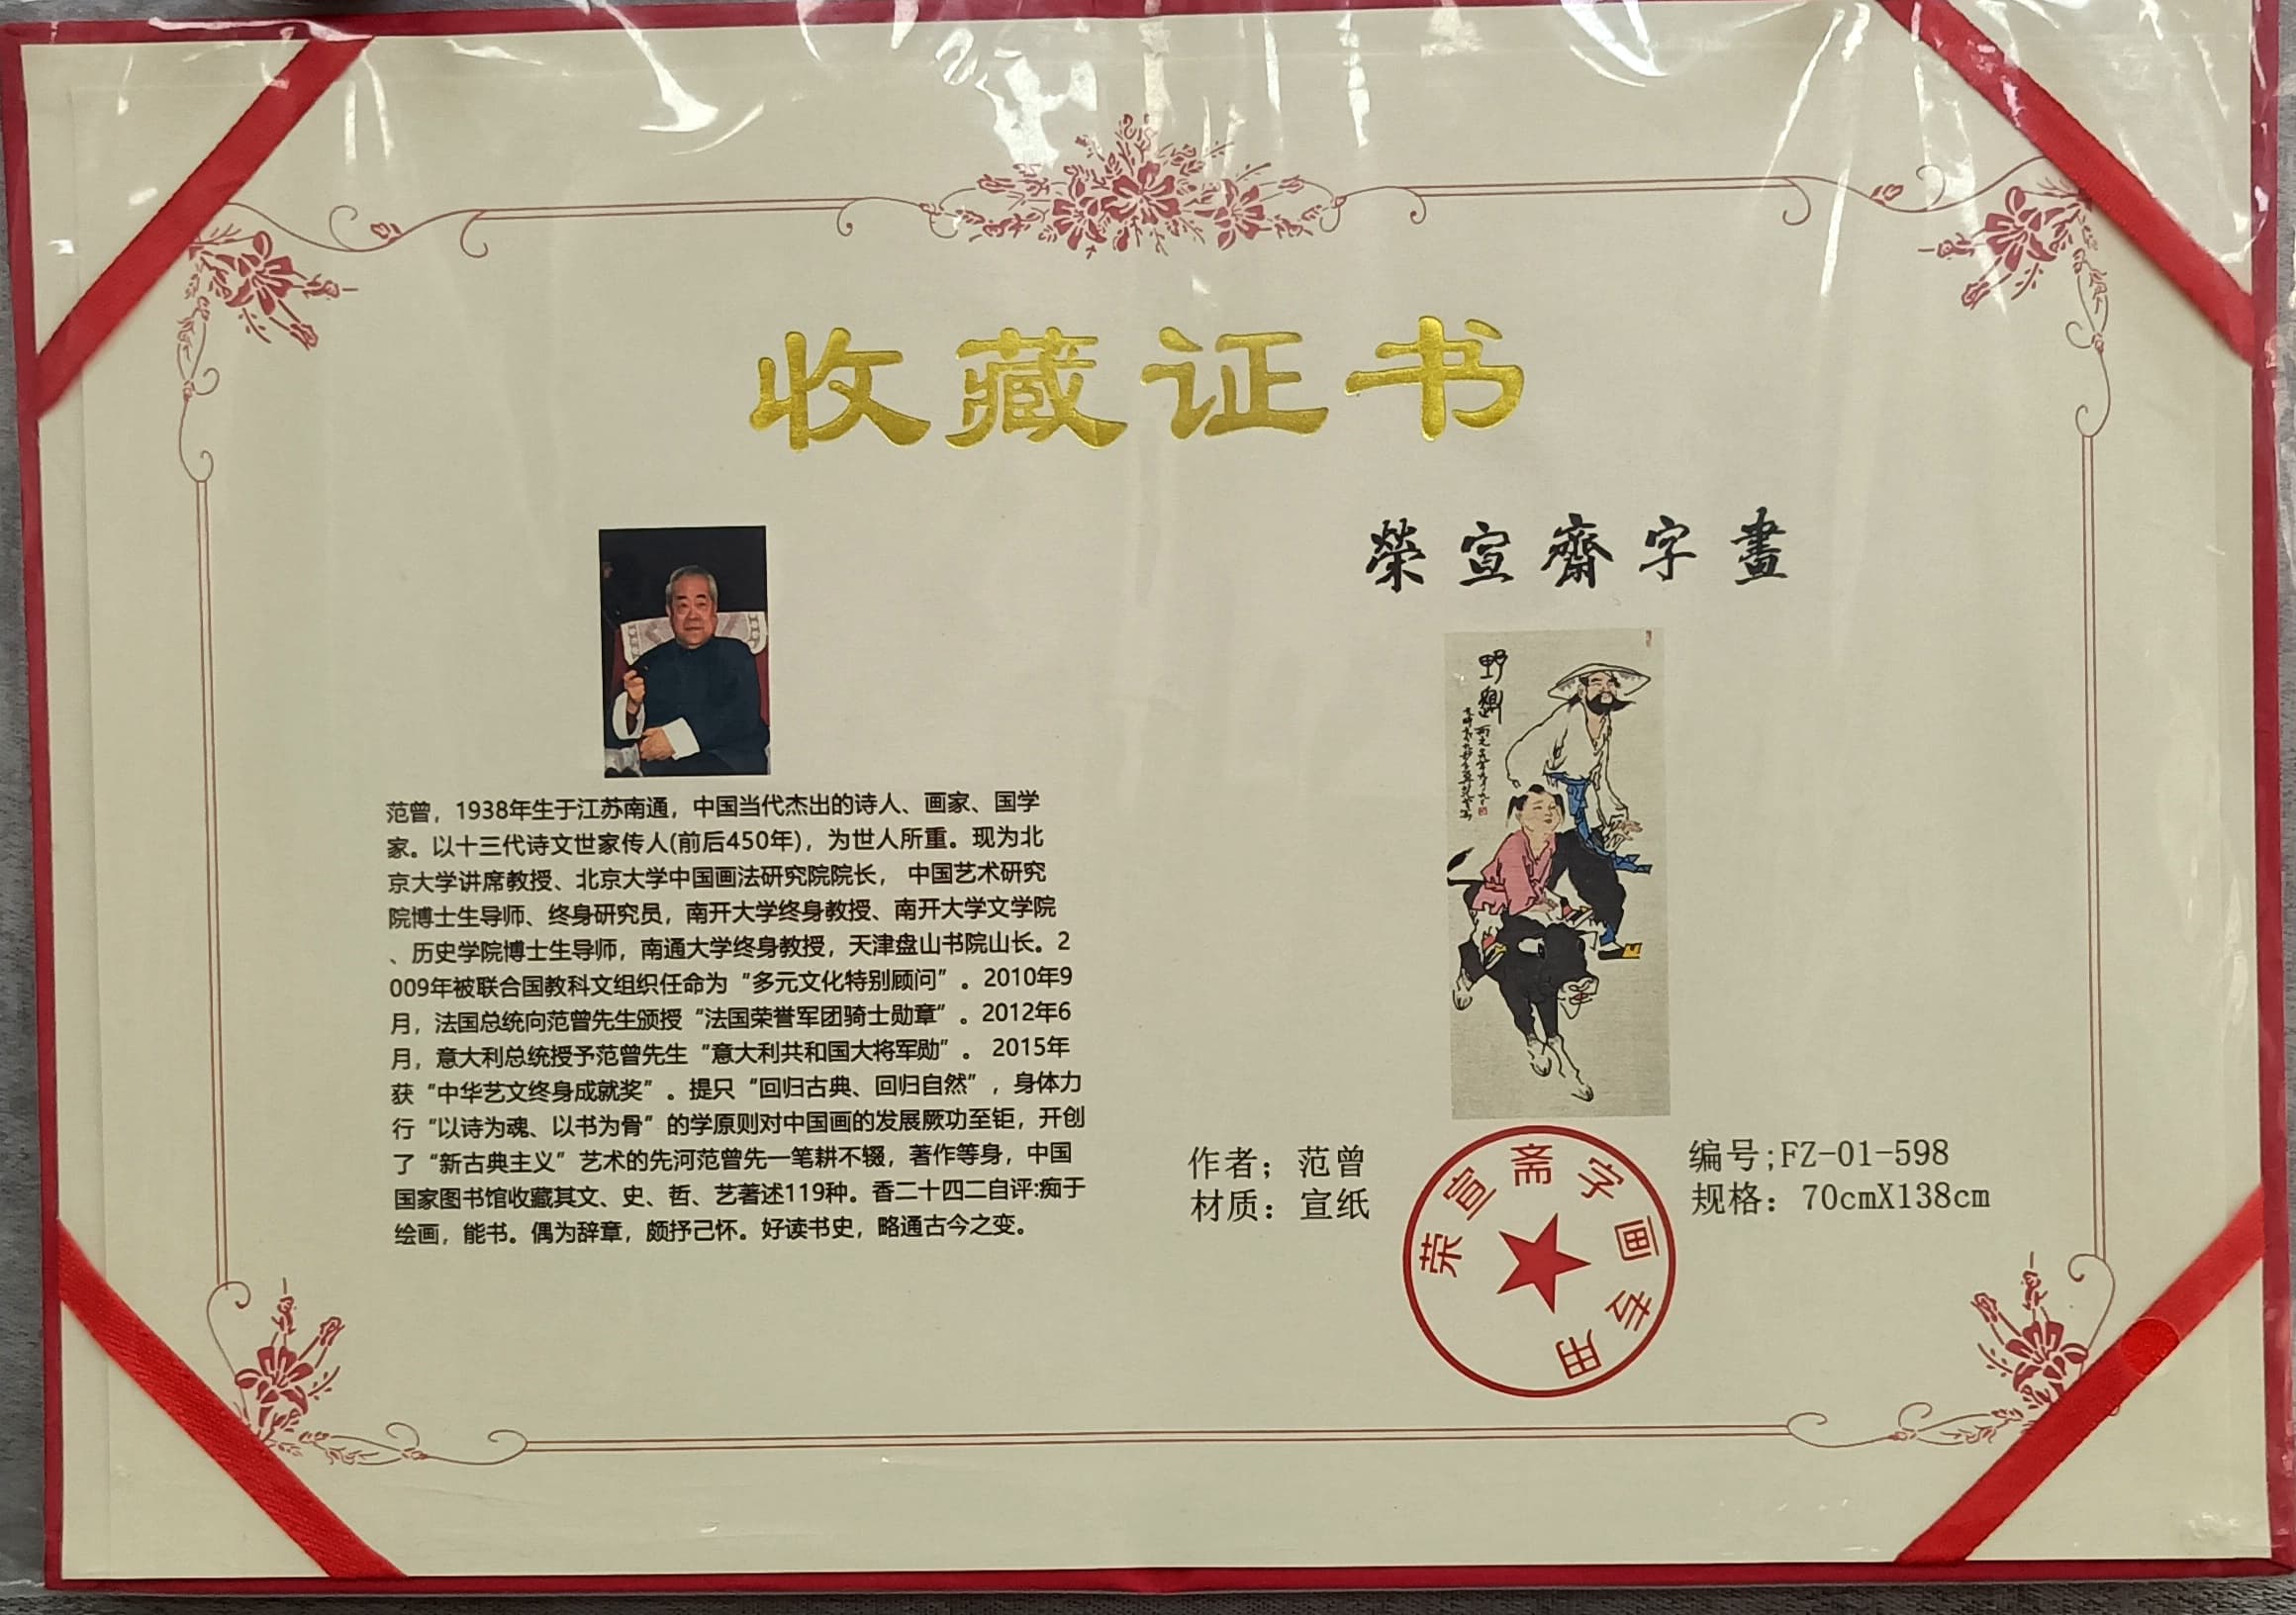 收藏证书
范曾，1938年生于江苏南通，中国当代杰出的诗人、画家、国学
家。以十三代诗文世家传人(前后450年)，为世人所重。现为北
京大学讲席教授、北京大学中国画法研究院院长， 中国艺术研究
院博士生导师、终身研究员，南开大学终身教授、南开大学文学院
、历史学院博士生导师，南通大学终身教授，天津盘山书院山长。2
009年被联合国教科文组织任命为“多元文化特别顾问”。2010年9
月，法国总统向范曾先生颁授“法国荣誉军团骑士勋章”。2012年6
月，意大利总统授予范曾先生“意大利共和国大将军勋”。 2015年
获“中华艺文终身成就奖”。提只“回归古典、回归自然”，身体力
行“以诗为魂、以书为骨”的学原则对中国画的发展厥功至钜，开创
了“新古典主义”艺术的先河范曾先一笔耕不辍，著作等身，中国
国家图书馆收藏其文、史、哲、艺著述119种。香二十四二自评:痴于
绘画，能书。偶为辞章，颇抒己怀。好读书史，略通古今之变。
榮宣齋字畫
野趣
作者；范曾
材质：宣纸
荣宣斋字画专用
编号;FZ-01-598
规格：70cmX138cm